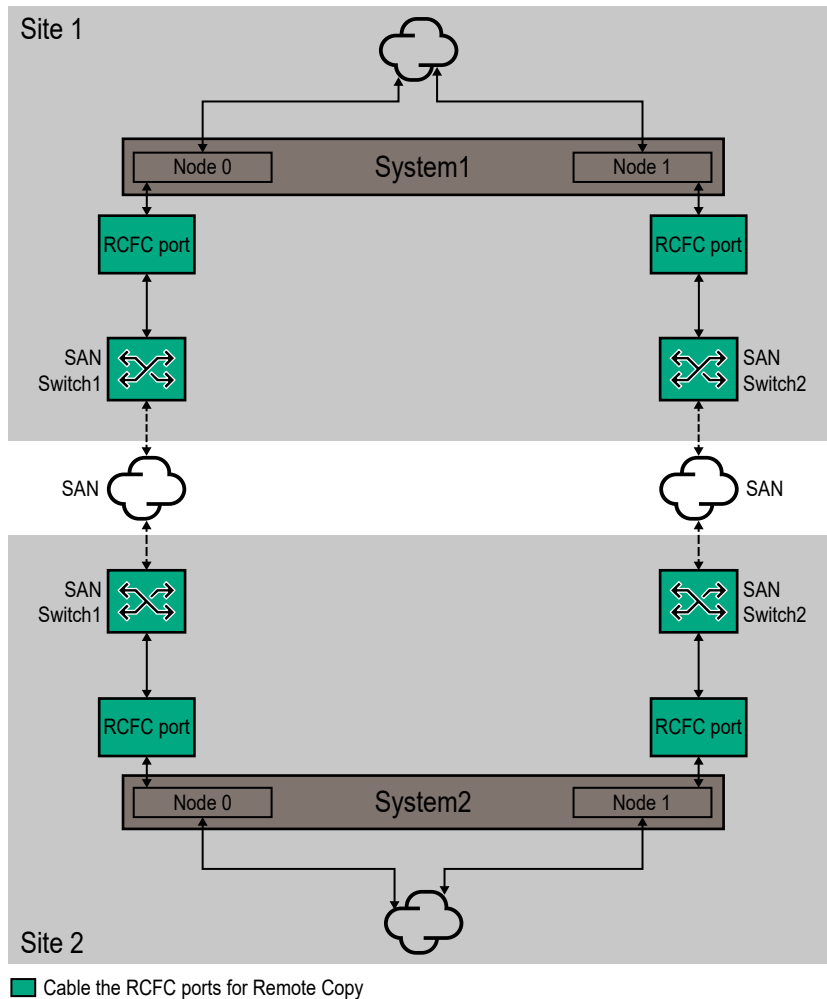 Site 1
Node 0
System1
Node 1
RCFC port
RCFC port
SAN
Switch1
SAN
Switch2
SAN
SAN
SAN
Switch1
SAN
Switch2
RCFC port
RCFC port
Node 0
System2
Node 1
Site 2
Cable the RCFC ports for Remote Copy